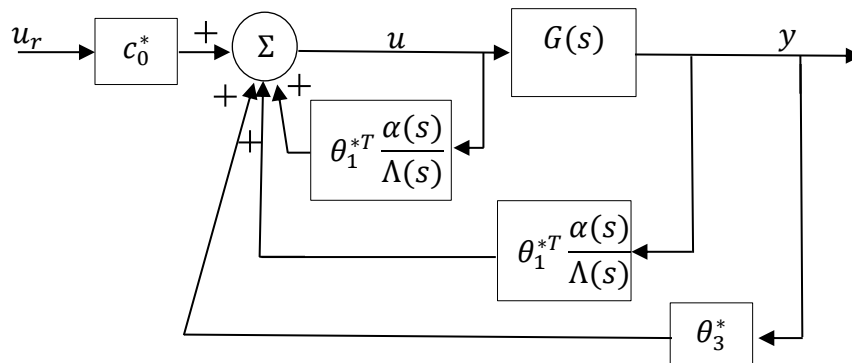 u_r
c_0^*
+
Σ
u
G(s)
y
+
+
+
θ_1^{*T} α(s)/Λ(s)
θ_1^{*T} α(s)/Λ(s)
θ_3^*